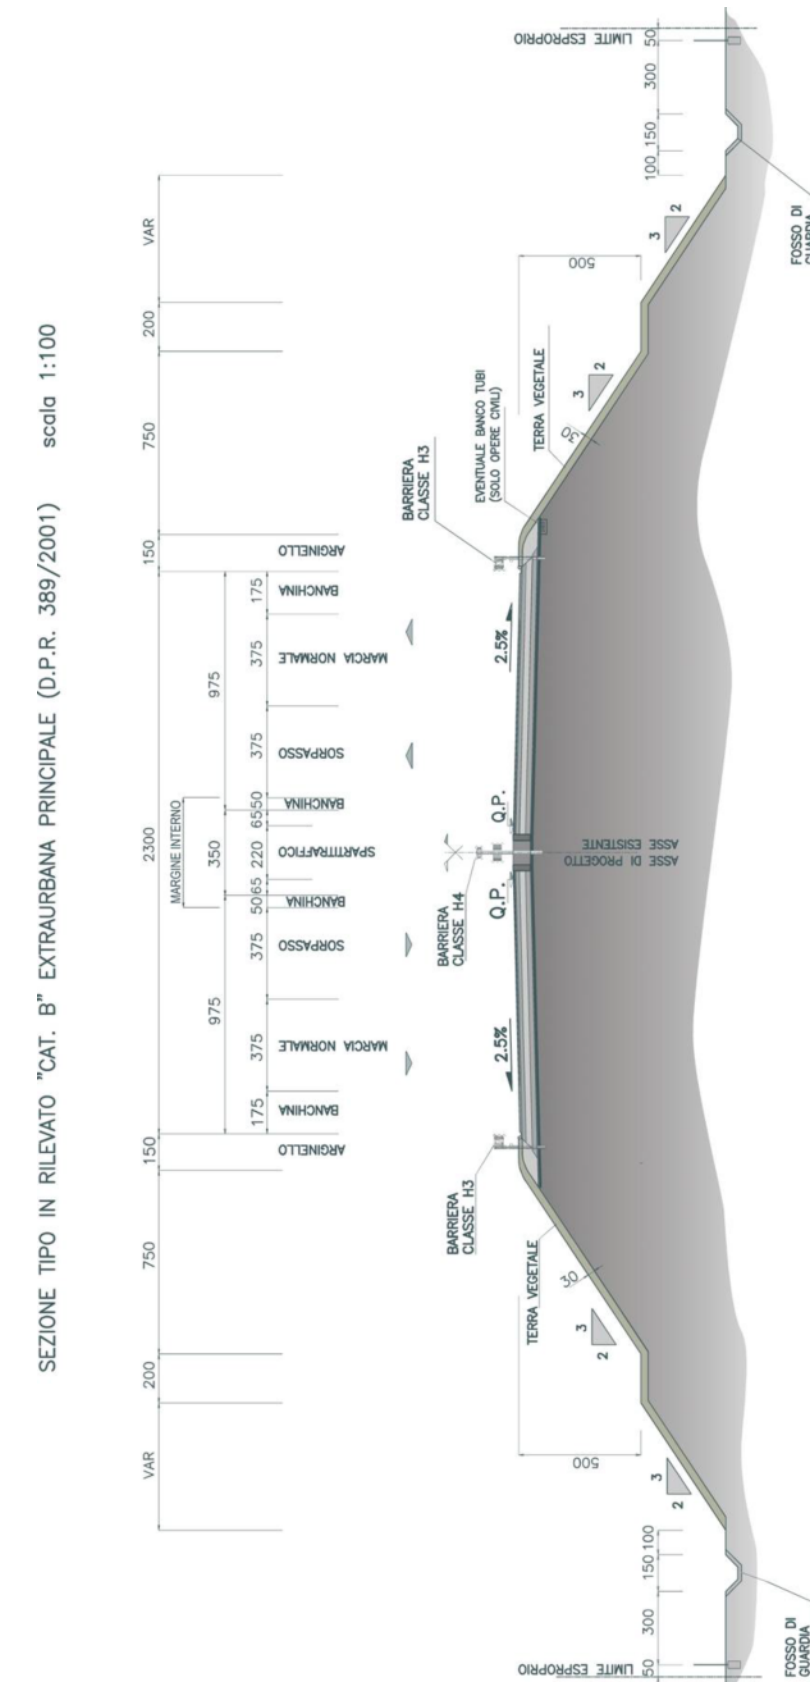 SEZIONE TIPO IN RILEVATO "CAT. B" EXTRAURBANA PRINCIPALE (D.P.R. 389/2001) scala 1:100
VAR 200 750 150 2300 150 750 200 VAR
MARGINE INTERNO
975 350 975
175 375 375 50 65 220 65 50 375 375 175
ARGINELLO
BANCHINA
MARCIA NORMALE
SORPASSO
BANCHINA
SPARTITRAFFICO
BANCHINA
SORPASSO
MARCIA NORMALE
BANCHINA
ARGINELLO
BARRIERA
CLASSE H3
BARRIERA
CLASSE H4
BARRIERA
CLASSE H3
EVENTUALE BANCO TUBI
(SOLO OPERE CIVILI)
TERRA VEGETALE
TERRA VEGETALE
30
30
2.5%
2.5%
Q.P.
Q.P.
ASSE DI PROGETTO
ASSE ESISTENTE
500
500
3
2
3
2
3
2
3
2
LIMITE ESPROPRIO
LIMITE ESPROPRIO
50 300 150 100
100 150 300 50
FOSSO DI
GUARDIA
FOSSO DI
GUARDIA